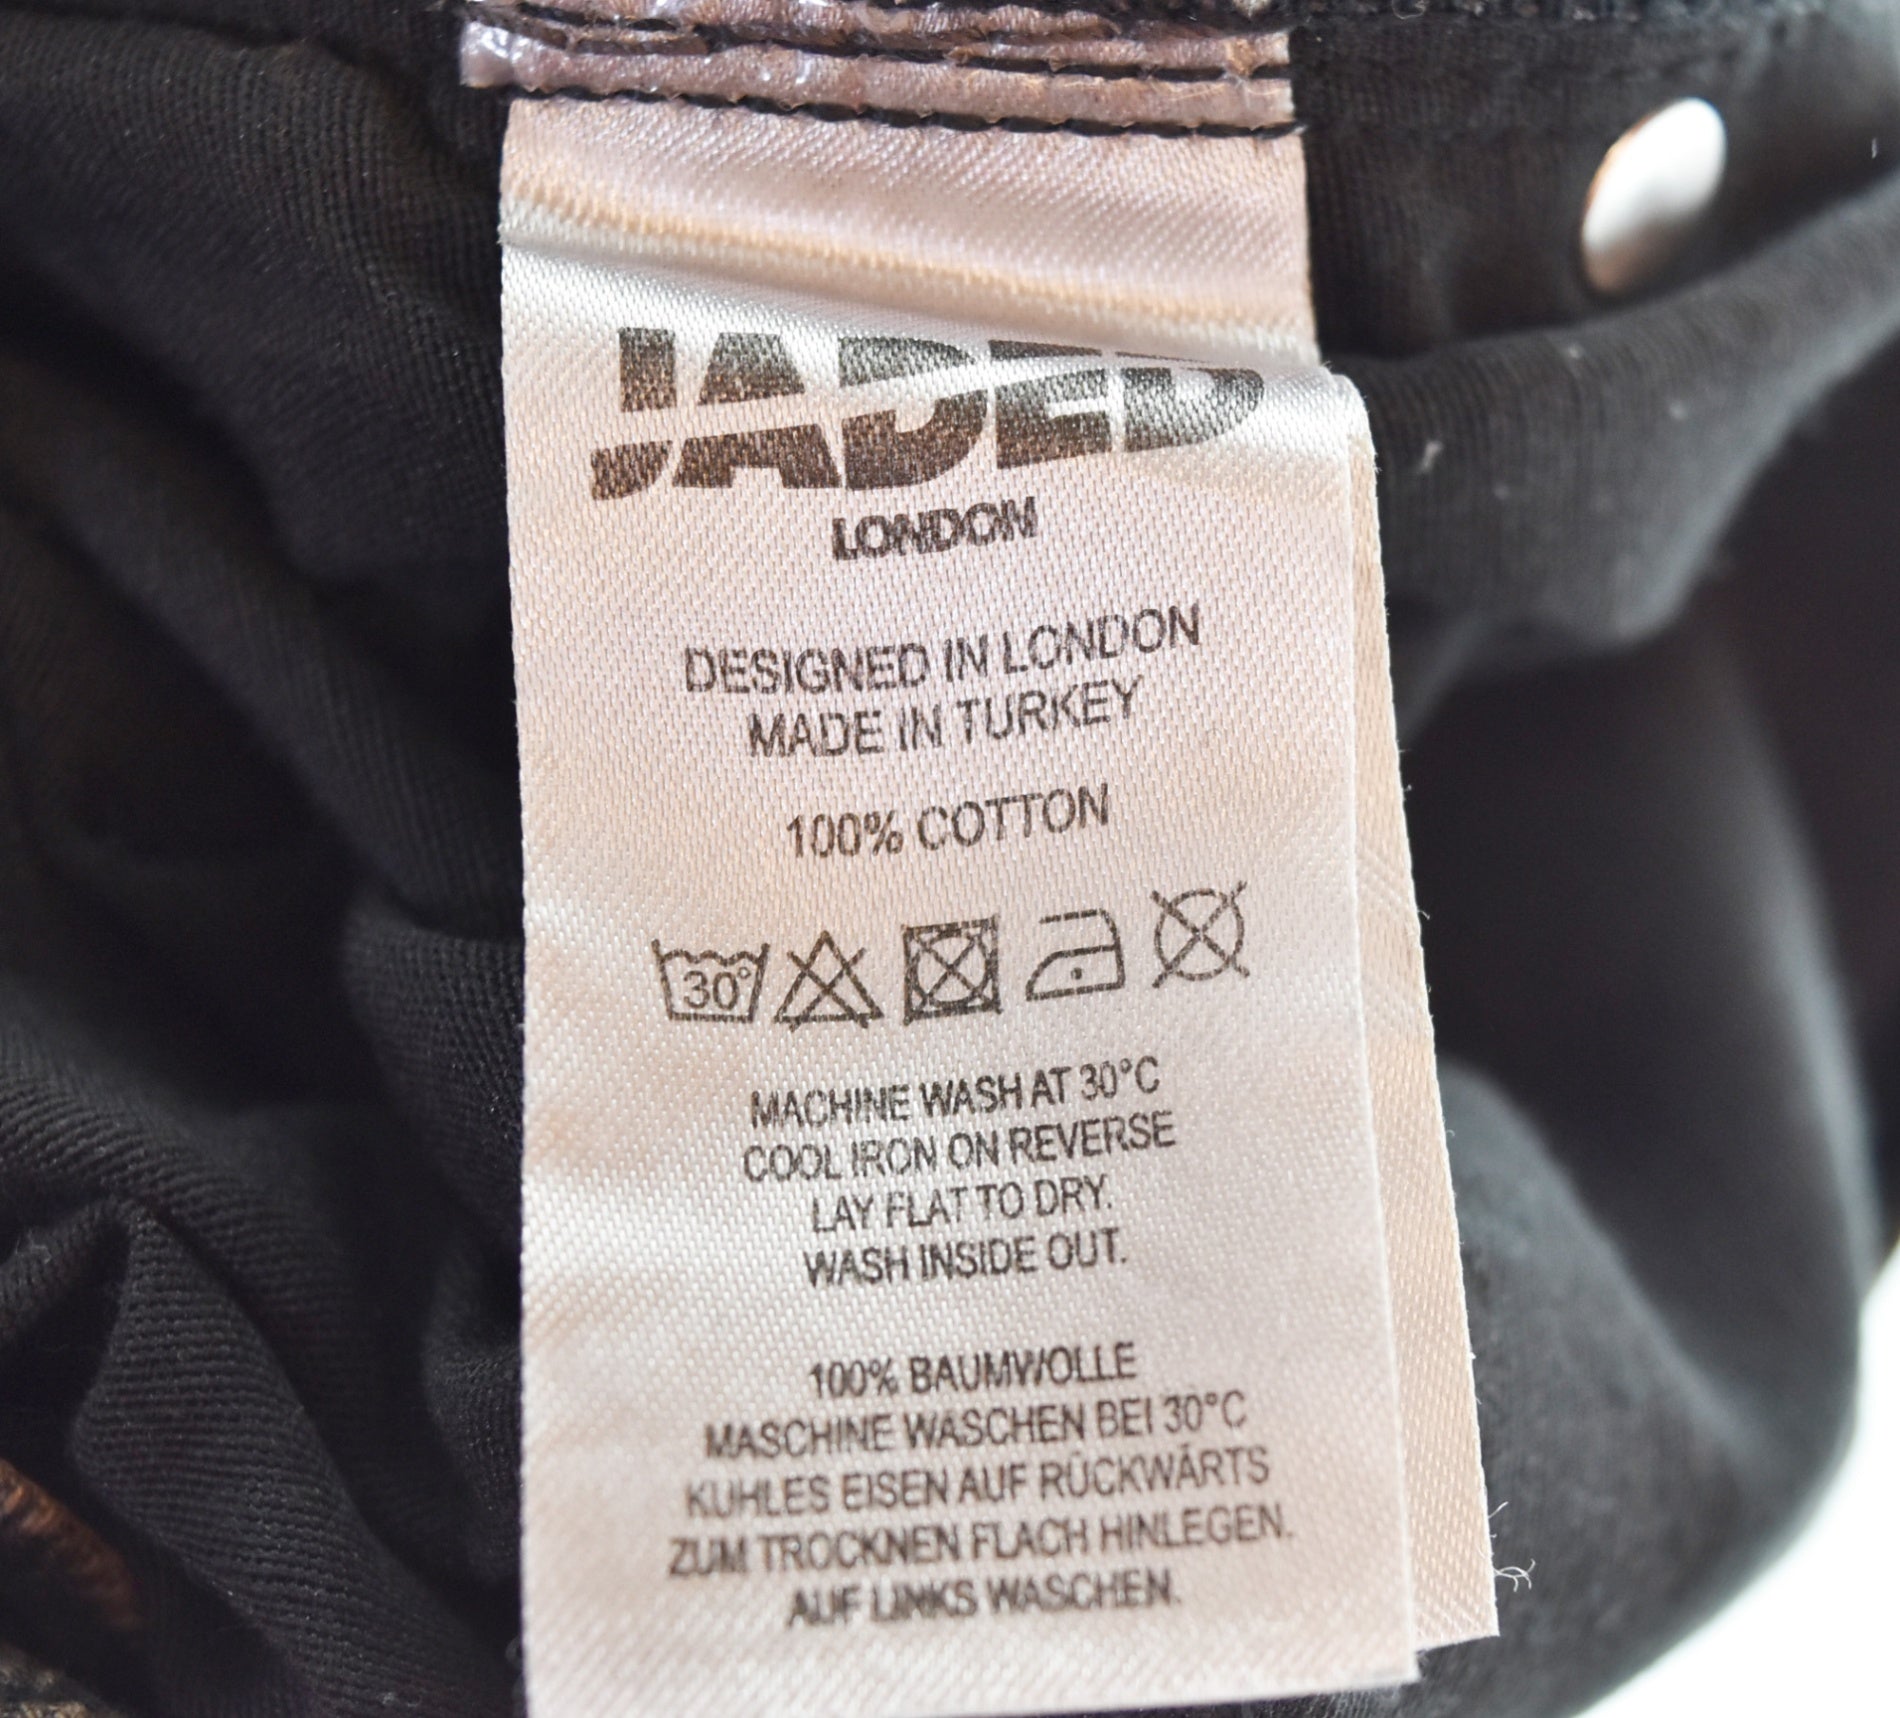 JADED
LONDON
DESIGNED IN LONDON
MADE IN TURKEY
100% COTTON
30°
MACHINE WASH AT 30°C
COOL IRON ON REVERSE
LAY FLAT TO DRY.
WASH INSIDE OUT.
100% BAUMWOLLE
MASCHINE WASCHEN BEI 30°C
KUHLES EISEN AUF RÜCKWÁRTS
ZUM TROCKNEN FLACH HINLEGEN.
AUF LINKS WASCHEN.